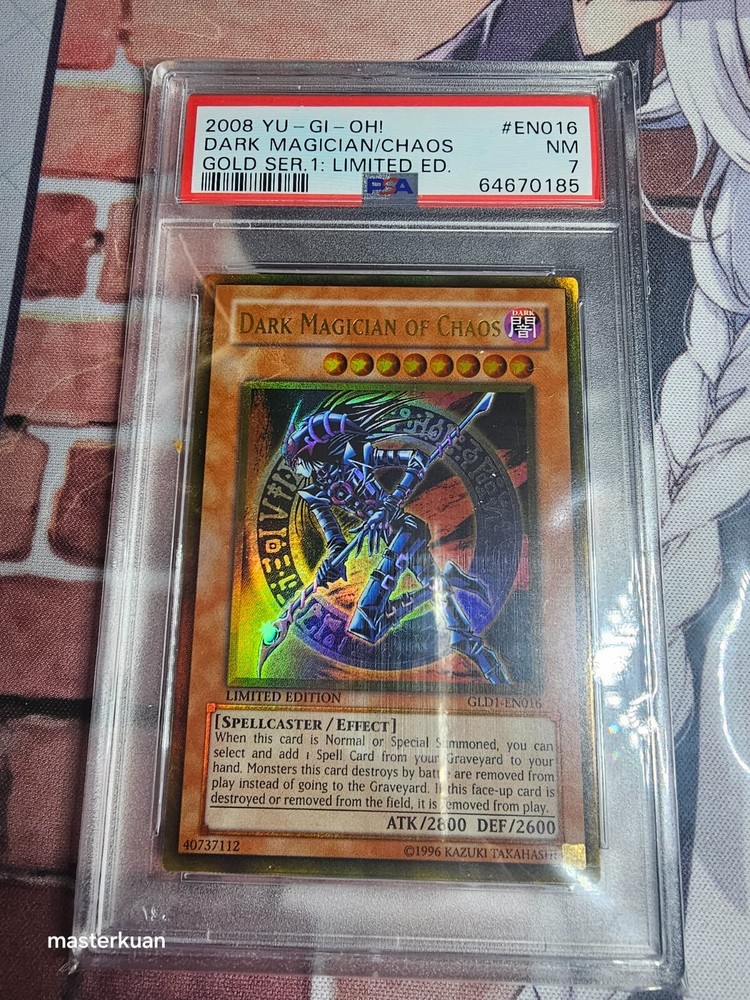 2008 YU-GI-OH! #EN016
DARK MAGICIAN/CHAOS NM
GOLD SER.1: LIMITED ED. 7
PSA 64670185
DARK MAGICIAN OF CHAOS
DARK
闇
LIMITED EDITION GLD1-EN016
[SPELLCASTER / EFFECT]
When this card is Normal or Special Summoned, you can
select and add 1 Spell Card from your Graveyard to your
hand. Monsters this card destroys by battle are removed from
play instead of going to the Graveyard. If this face-up card is
destroyed or removed from the field, it is removed from play.
ATK/2800 DEF/2600
40737112 ©1996 KAZUKI TAKAHASHI
masterkuan